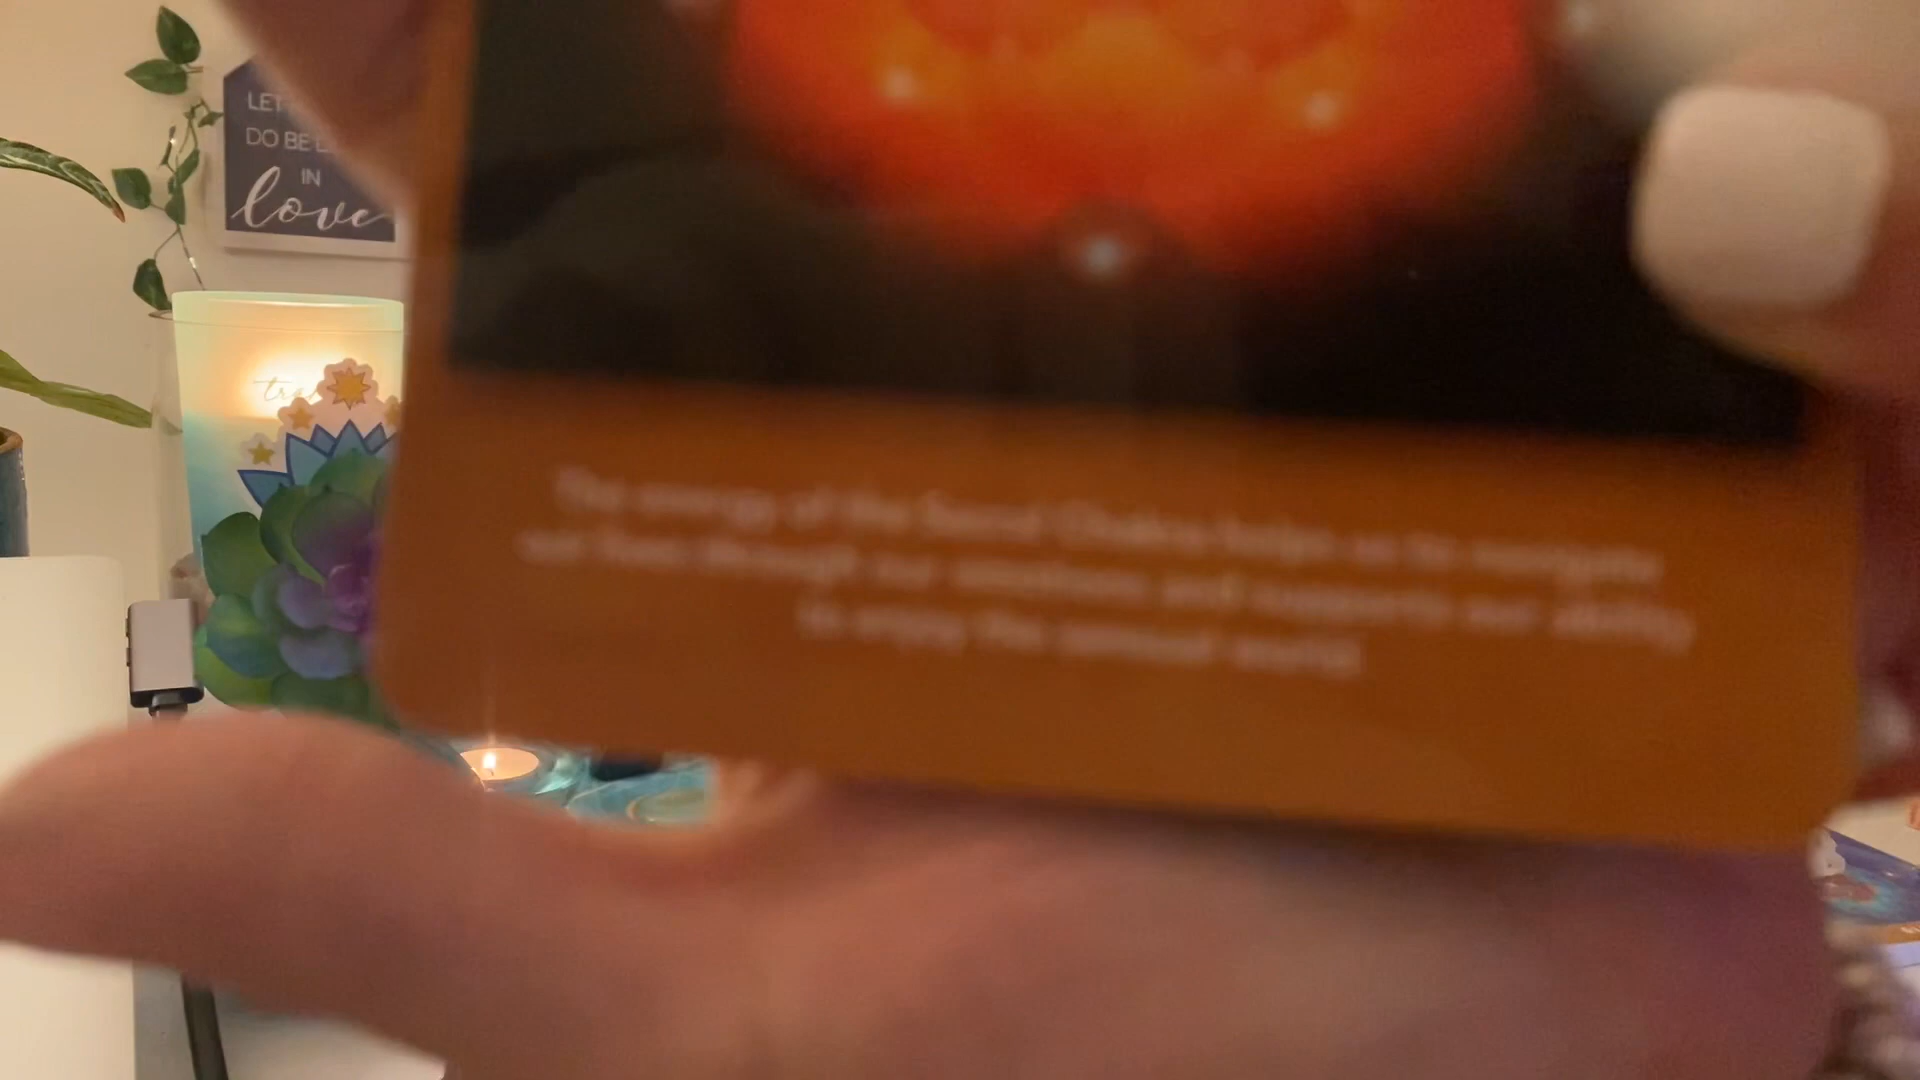 LET
DO BE
IN
love
The energy of the Sacral Chakra helps us to navigate
our lives through our emotions and supports our ability
to enjoy the sensual world.